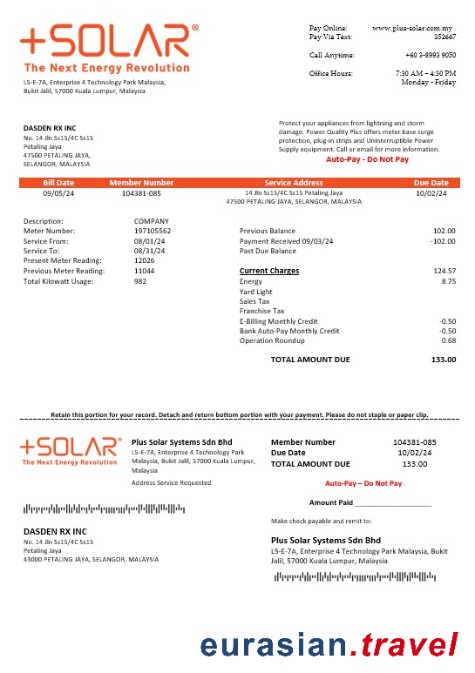 +SOLAR®
The Next Energy Revolution
L5-E-7A, Enterprise 4 Technology Park Malaysia,
Bukit Jalil, 57000 Kuala Lumpur, Malaysia
Pay Online: www.plus-solar.com.my
Pay Via Text: 352667
Call Anytime: +60 3-8993 9050
Office Hours: 7:30 AM – 4:30 PM
Monday - Friday
DASDEN RX INC
No. 14 Jln Ss15/4C Ss15
Petaling Jaya
47500 PETALING JAYA,
SELANGOR, MALAYSIA
Protect your appliances from lightning and storm
damage. Power Quality Plus offers meter base surge
protection, plug-in strips and Uninterruptible Power
Supply equipment. Call or email for more information.
Auto-Pay - Do Not Pay
Bill Date Member Number Service Address Due Date
09/05/24 104381-085 14 Jln Ss15/4C Ss15 Petaling Jaya 10/02/24
47500 PETALING JAYA, SELANGOR, MALAYSIA
Description: COMPANY
Meter Number: 197105562
Service From: 08/01/24
Service To: 08/31/24
Present Meter Reading: 12026
Previous Meter Reading: 11044
Total Kilowatt Usage: 982
Previous Balance 102.00
Payment Received 09/03/24 -102.00
Past Due Balance
Current Charges 124.57
Energy 8.75
Yard Light
Sales Tax
Franchise Tax
E-Billing Monthly Credit -0.50
Bank Auto-Pay Monthly Credit -0.50
Operation Roundup 0.68
TOTAL AMOUNT DUE 133.00
Retain this portion for your record. Detach and return bottom portion with your payment. Please do not staple or paper clip.
+SOLAR®
The Next Energy Revolution
Plus Solar Systems Sdn Bhd
L5-E-7A, Enterprise 4 Technology Park
Malaysia, Bukit Jalil, 57000 Kuala Lumpur,
Malaysia
Address Service Requested
Member Number 104381-085
Due Date 10/02/24
TOTAL AMOUNT DUE 133.00
Auto-Pay – Do Not Pay
Amount Paid ____________________
DASDEN RX INC
No. 14 Jln Ss15/4C Ss15
Petaling Jaya
43000 PETALING JAYA, SELANGOR, MALAYSIA
Make check payable and remit to:
Plus Solar Systems Sdn Bhd
L5-E-7A, Enterprise 4 Technology Park Malaysia, Bukit
Jalil, 57000 Kuala Lumpur, Malaysia
eurasian.travel